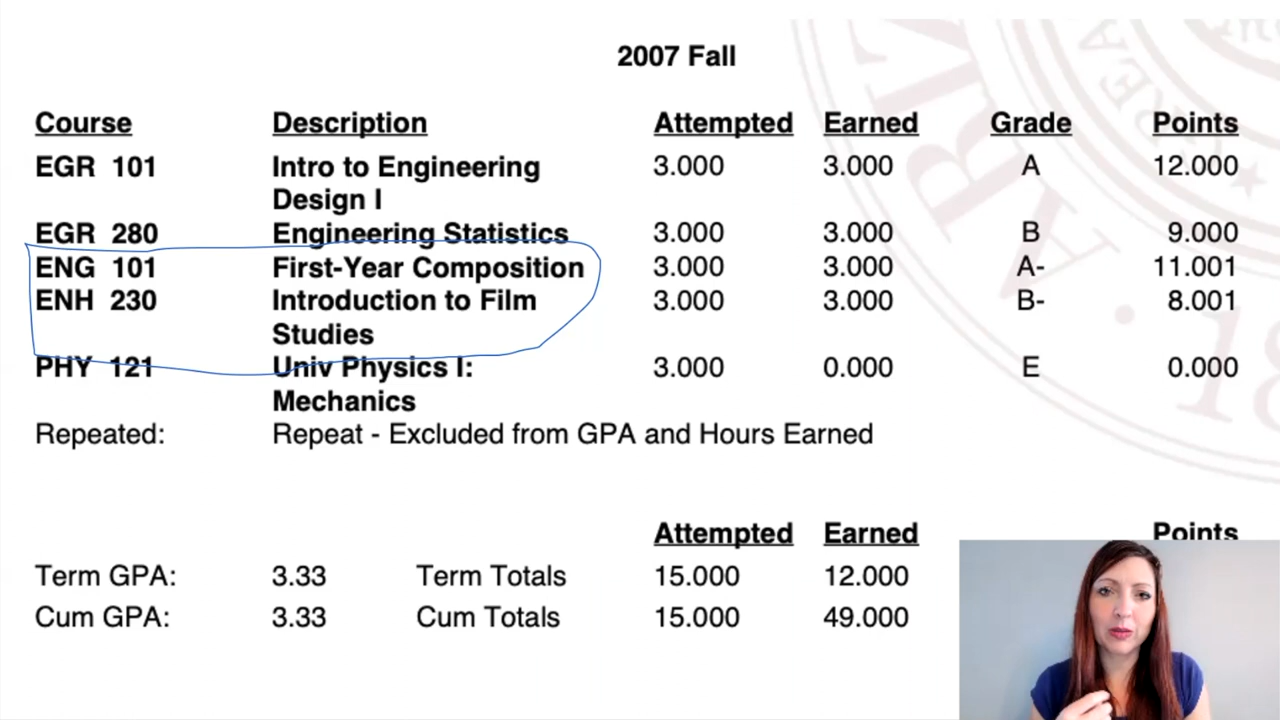 2007 Fall
Course Description Attempted Earned Grade Points
EGR 101 Intro to Engineering 3.000 3.000 A 12.000
Design I
EGR 280 Engineering Statistics 3.000 3.000 B 9.000
ENG 101 First-Year Composition 3.000 3.000 A- 11.001
ENH 230 Introduction to Film 3.000 3.000 B- 8.001
Studies
PHY 121 Univ Physics I: 3.000 0.000 E 0.000
Mechanics
Repeated: Repeat - Excluded from GPA and Hours Earned
Attempted Earned Points
Term GPA: 3.33 Term Totals 15.000 12.000
Cum GPA: 3.33 Cum Totals 15.000 49.000